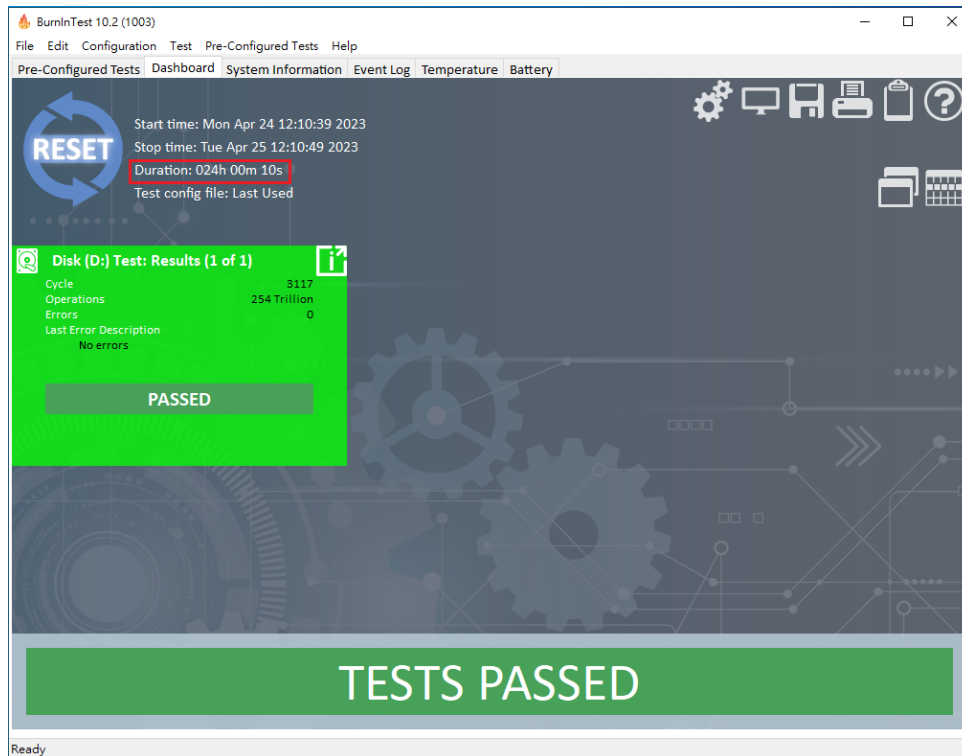 BurnInTest 10.2 (1003)
File Edit Configuration Test Pre-Configured Tests Help
Pre-Configured Tests Dashboard System Information Event Log Temperature Battery
RESET
Start time: Mon Apr 24 12:10:39 2023
Stop time: Tue Apr 25 12:10:49 2023
Duration: 024h 00m 10s
Test config file: Last Used
Disk (D:) Test: Results (1 of 1)
Cycle 3117
Operations 254 Trillion
Errors 0
Last Error Description
No errors
PASSED
TESTS PASSED
Ready